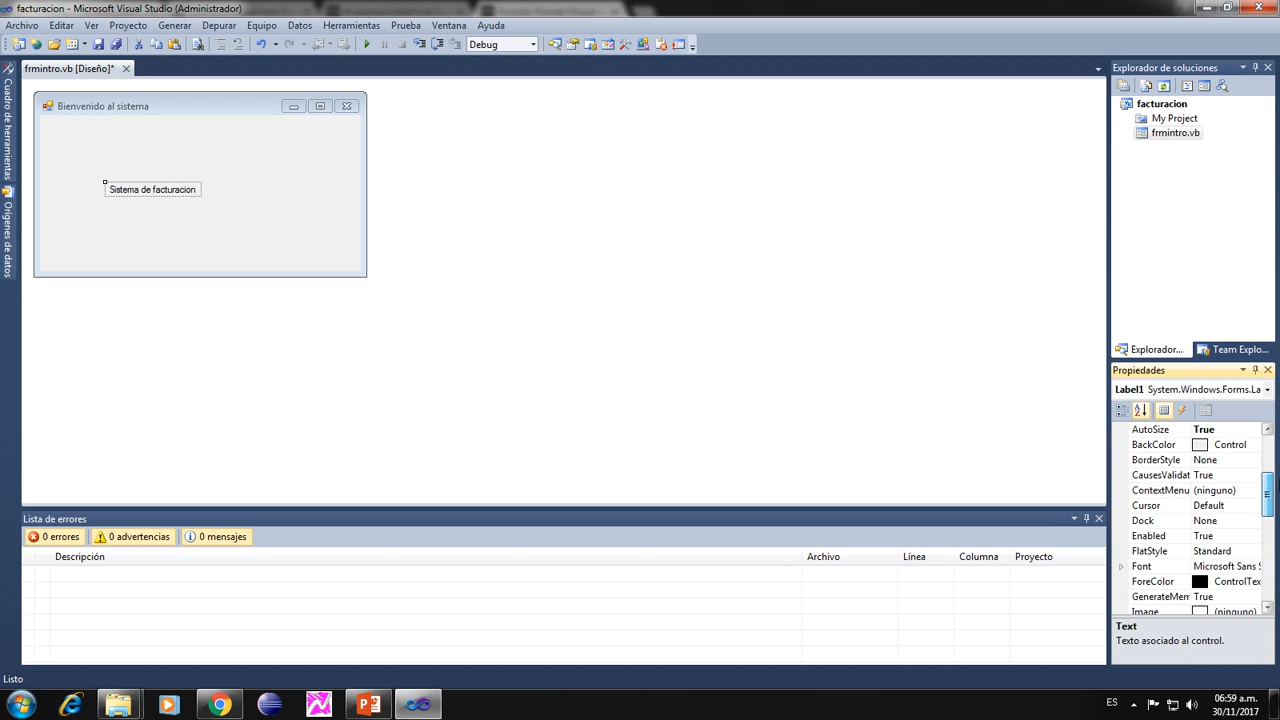 facturacion - Microsoft Visual Studio (Administrador)
Archivo Editar Ver Proyecto Generar Depurar Equipo Datos Herramientas Prueba Ventana Ayuda
Debug
frmintro.vb [Diseño]*
Cuadro de herramientas
Orígenes de datos
Bienvenido al sistema
Sistema de facturacion
Explorador de soluciones
facturacion
My Project
frmintro.vb
Explorador... Team Explo...
Propiedades
Label1 System.Windows.Forms.La
AutoSize True
BackColor Control
BorderStyle None
CausesValidat True
ContextMenu (ninguno)
Cursor Default
Dock None
Enabled True
FlatStyle Standard
Font Microsoft Sans S
ForeColor ControlTex
GenerateMem True
Image (ninguno)
Text
Texto asociado al control.
Lista de errores
0 errores 0 advertencias 0 mensajes
Descripción Archivo Línea Columna Proyecto
Listo
ES
06:59 a.m.
30/11/2017